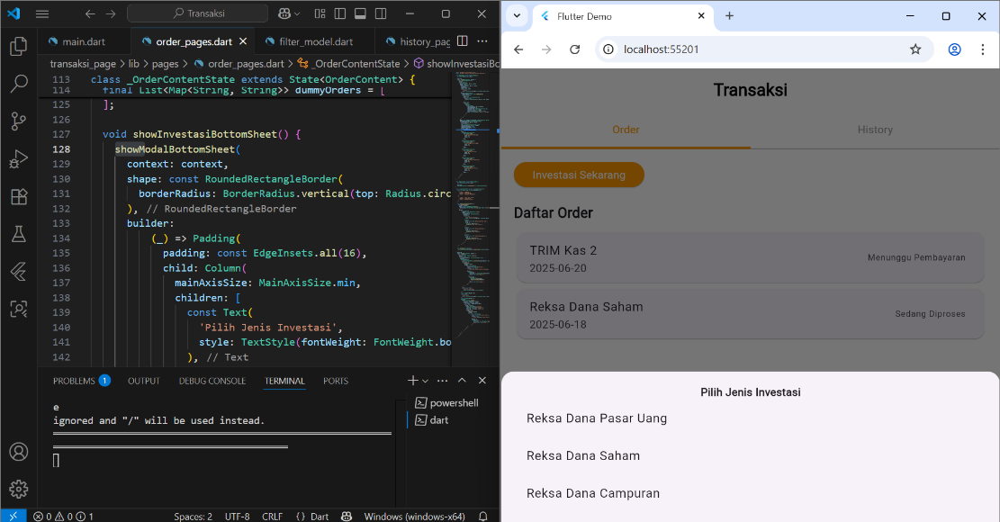 Transaksi
main.dart
order_pages.dart
filter_model.dart
history_pag
transaksi_page > lib > pages > order_pages.dart > _OrderContentState > showInvestasiBo
113 class _OrderContentState extends State<OrderContent> {
114 final List<Map<String, String>> dummyOrders = [
125 ];
126
127 void showInvestasiBottomSheet() {
128 showModalBottomSheet(
129 context: context,
130 shape: const RoundedRectangleBorder(
131 borderRadius: BorderRadius.vertical(top: Radius.circ
132 ), // RoundedRectangleBorder
133 builder:
134 (_) => Padding(
135 padding: const EdgeInsets.all(16),
136 child: Column(
137 mainAxisSize: MainAxisSize.min,
138 children: [
139 const Text(
140 'Pilih Jenis Investasi',
141 style: TextStyle(fontWeight: FontWeight.bo
142 ), // Text
PROBLEMS 1 OUTPUT DEBUG CONSOLE TERMINAL PORTS
e
ignored and "/" will be used instead.
powershell
dart
0 0 1 Spaces: 2 UTF-8 CRLF {} Dart Windows (windows-x64)
Flutter Demo
localhost:55201
Transaksi
Order
History
Investasi Sekarang
Daftar Order
TRIM Kas 2
2025-06-20
Menunggu Pembayaran
Reksa Dana Saham
2025-06-18
Sedang Diproses
Pilih Jenis Investasi
Reksa Dana Pasar Uang
Reksa Dana Saham
Reksa Dana Campuran